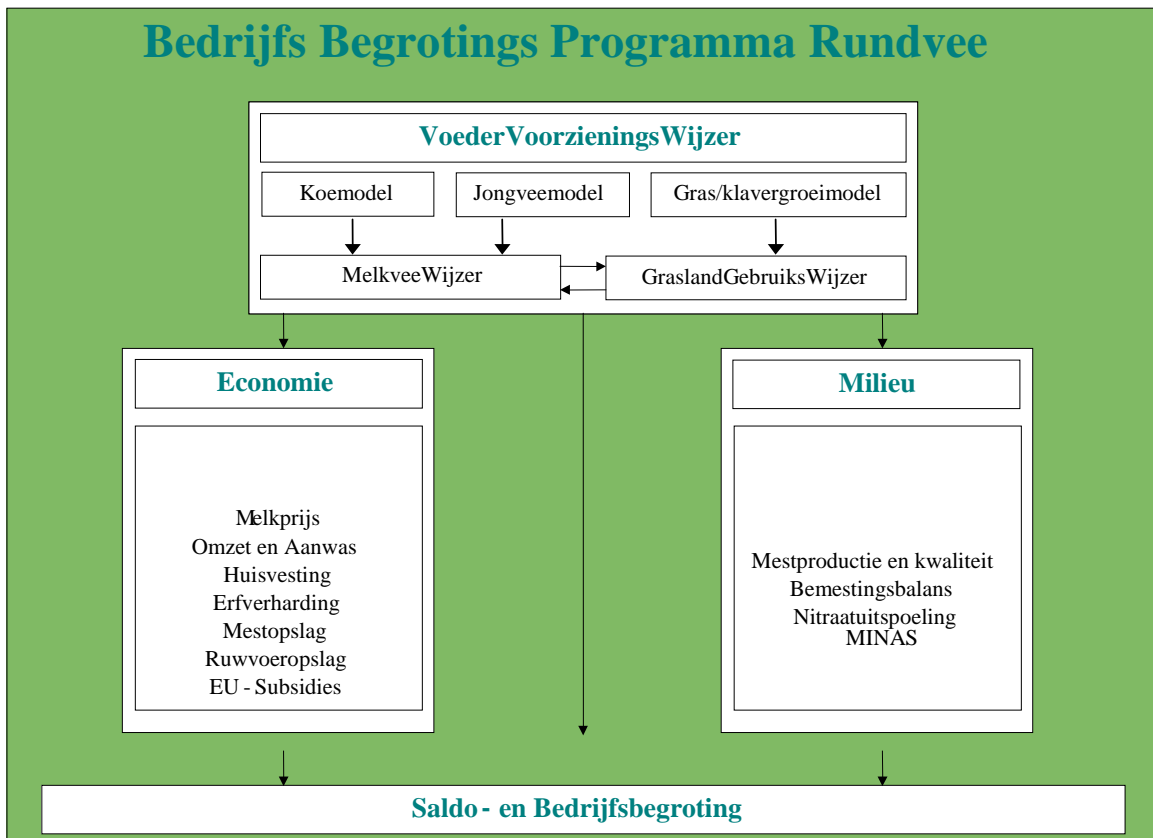 Bedrijfs Begrotings Programma Rundvee
VoederVoorzieningsWijzer
Koemodel
Jongveemodel
Gras/klavergroeimodel
MelkveeWijzer
GraslandGebruiksWijzer
Economie
Melkprijs
Omzet en Aanwas
Huisvesting
Erfverharding
Mestopslag
Ruwvoeropslag
EU - Subsidies
Milieu
Mestproductie en kwaliteit
Bemestingsbalans
Nitraatuitspoeling
MINAS
Saldo - en Bedrijfsbegroting